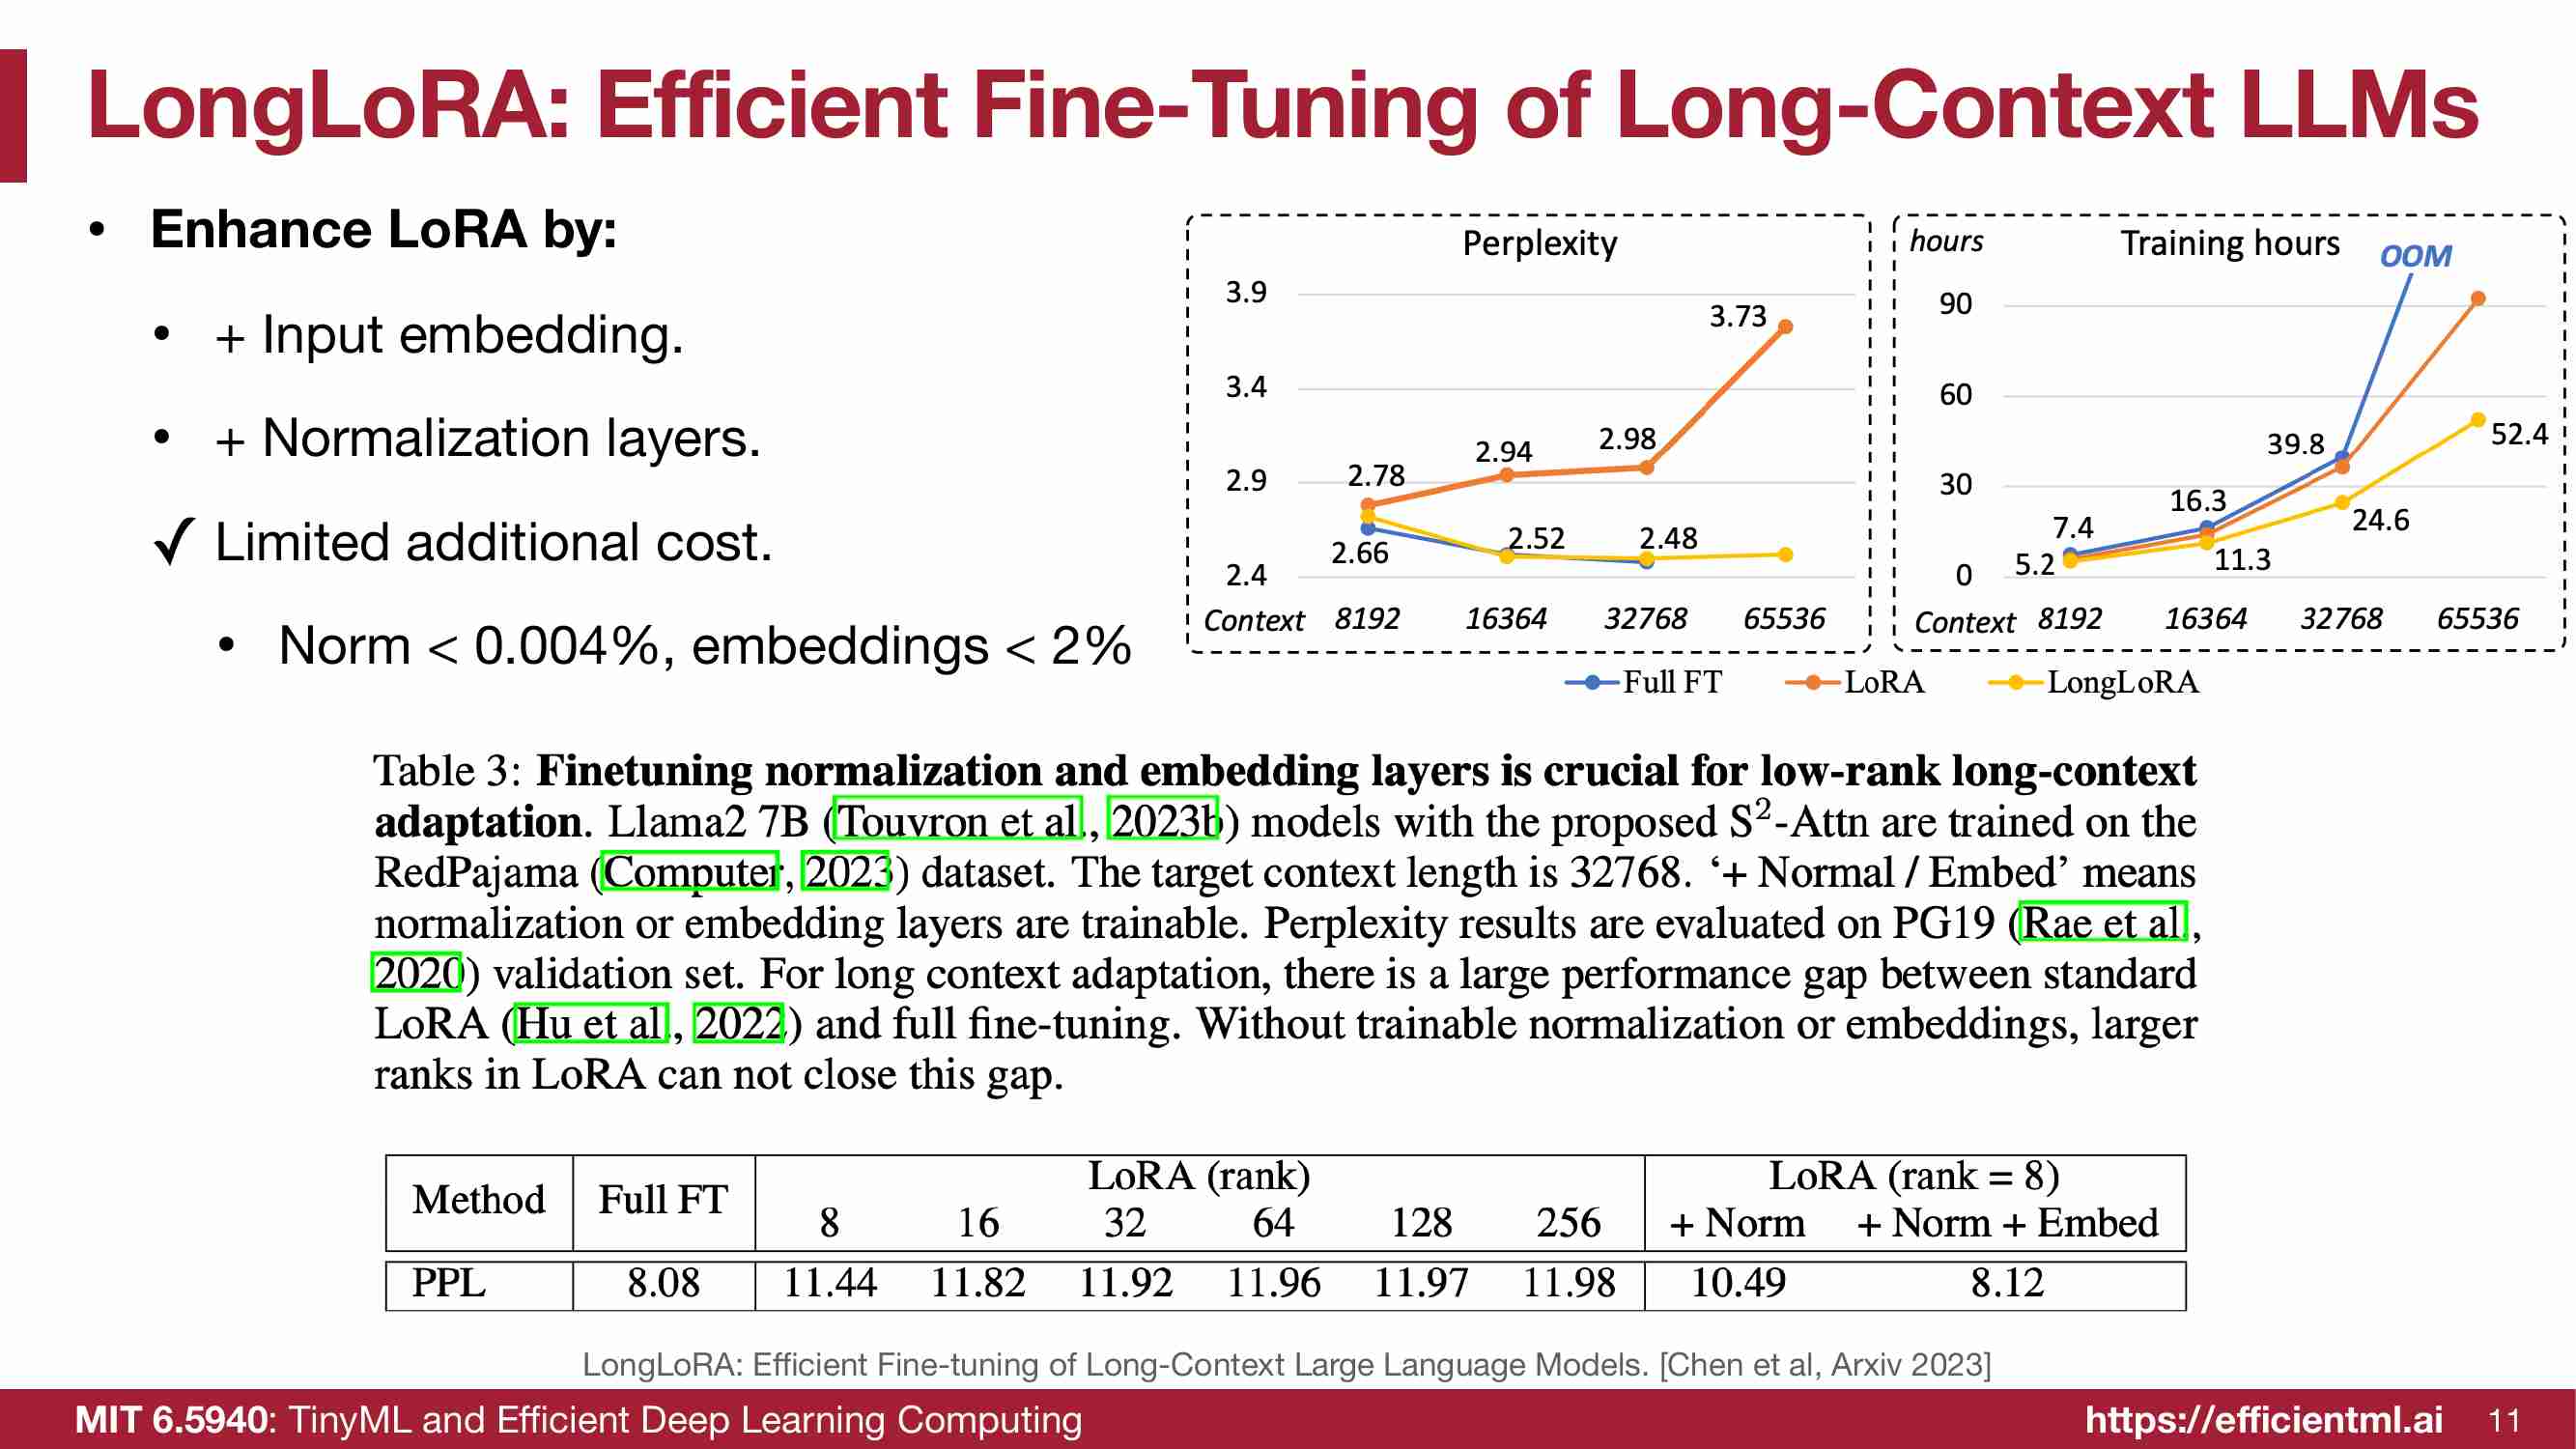 LongLoRA: Efficient Fine-Tuning of Long-Context LLMs
• Enhance LoRA by:
• + Input embedding.
• + Normalization layers.
✓ Limited additional cost.
• Norm < 0.004%, embeddings < 2%
Perplexity
3.9
3.4
2.9
2.4
2.78
2.94
2.98
3.73
2.66
2.52
2.48
Context 8192 16364 32768 65536
hours
Training hours
OOM
90
60
30
0
7.4
16.3
39.8
5.2
11.3
24.6
52.4
Context 8192 16364 32768 65536
Full FT LoRA LongLoRA
Table 3: Finetuning normalization and embedding layers is crucial for low-rank long-context
adaptation. Llama2 7B (Touvron et al., 2023b) models with the proposed S²-Attn are trained on the
RedPajama (Computer, 2023) dataset. The target context length is 32768. ‘+ Normal / Embed’ means
normalization or embedding layers are trainable. Perplexity results are evaluated on PG19 (Rae et al.,
2020) validation set. For long context adaptation, there is a large performance gap between standard
LoRA (Hu et al., 2022) and full fine-tuning. Without trainable normalization or embeddings, larger
ranks in LoRA can not close this gap.
Method Full FT LoRA (rank) LoRA (rank = 8)
8 16 32 64 128 256 + Norm + Norm + Embed
PPL 8.08 11.44 11.82 11.92 11.96 11.97 11.98 10.49 8.12
LongLoRA: Efficient Fine-tuning of Long-Context Large Language Models. [Chen et al, Arxiv 2023]
MIT 6.5940: TinyML and Efficient Deep Learning Computing
https://efficientml.ai 11